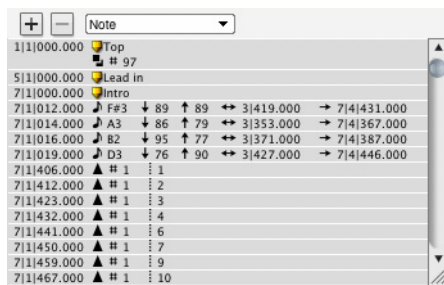 Note
1|1|000.000 Top
# 97
5|1|000.000 Lead in
7|1|000.000 Intro
7|1|012.000 F#3 ↓ 89 ↑ 89 ↔ 3|419.000 → 7|4|431.000
7|1|014.000 A3 ↓ 86 ↑ 79 ↔ 3|353.000 → 7|4|367.000
7|1|016.000 B2 ↓ 95 ↑ 77 ↔ 3|371.000 → 7|4|387.000
7|1|019.000 D3 ↓ 76 ↑ 90 ↔ 3|427.000 → 7|4|446.000
7|1|406.000 # 1 1
7|1|412.000 # 1 2
7|1|423.000 # 1 3
7|1|432.000 # 1 4
7|1|441.000 # 1 6
7|1|450.000 # 1 7
7|1|459.000 # 1 9
7|1|467.000 # 1 10